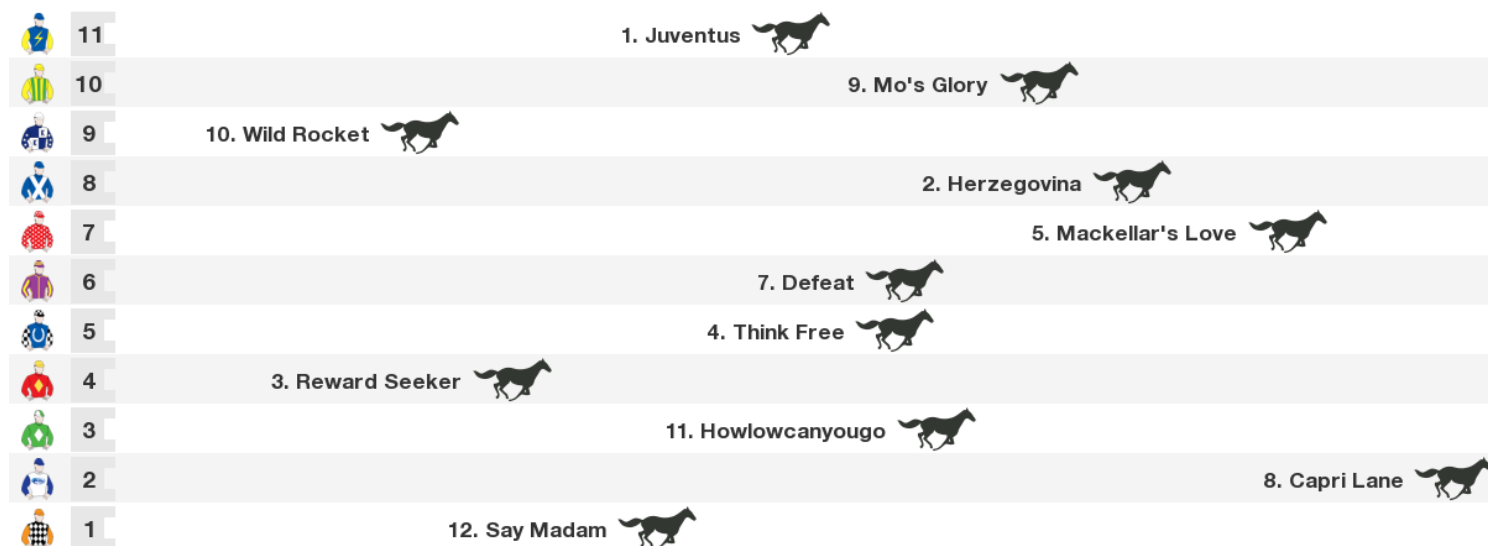 11 1. Juventus
10 9. Mo's Glory
9 10. Wild Rocket
8 2. Herzegovina
7 5. Mackellar's Love
6 7. Defeat
5 4. Think Free
4 3. Reward Seeker
3 11. Howlowcanyougo
2 8. Capri Lane
1 12. Say Madam